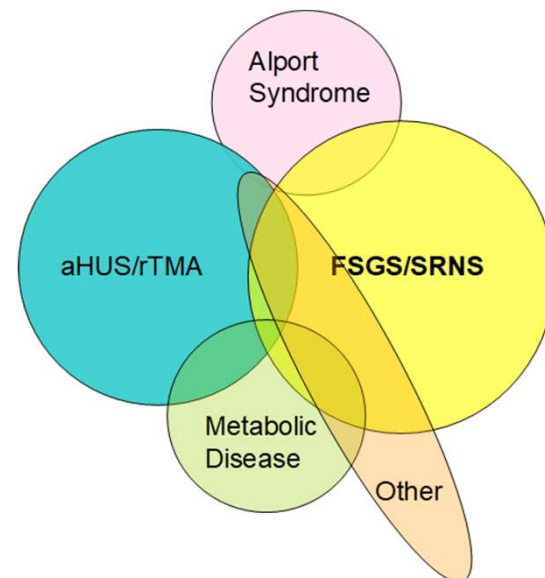 Alport
Syndrome
aHUS/rTMA
FSGS/SRNS
Metabolic
Disease
Other